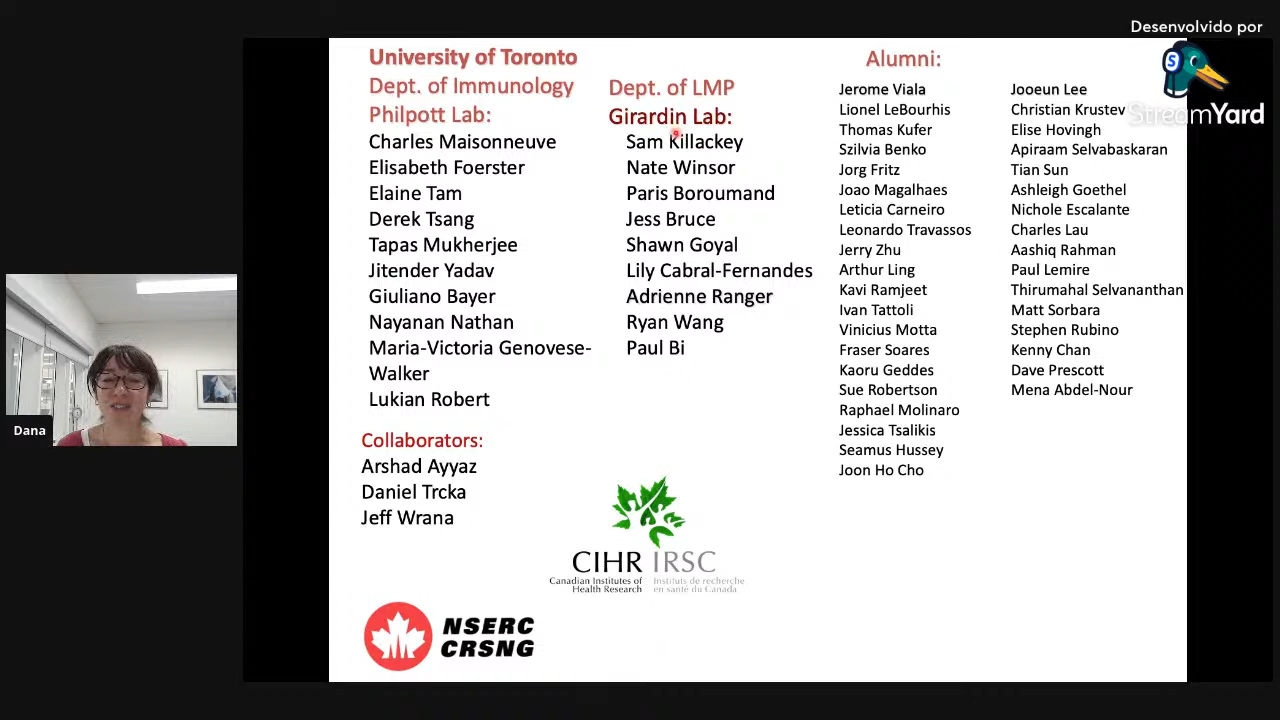 Desenvolvido por
StreamYard
University of Toronto
Dept. of Immunology
Philpott Lab:
Charles Maisonneuve
Elisabeth Foerster
Elaine Tam
Derek Tsang
Tapas Mukherjee
Jitender Yadav
Giuliano Bayer
Nayanan Nathan
Maria-Victoria Genovese-
Walker
Lukian Robert
Collaborators:
Arshad Ayyaz
Daniel Trcka
Jeff Wrana
Dept. of LMP
Girardin Lab:
Sam Killackey
Nate Winsor
Paris Boroumand
Jess Bruce
Shawn Goyal
Lily Cabral-Fernandes
Adrienne Ranger
Ryan Wang
Paul Bi
Alumni:
Jerome Viala
Lionel LeBourhis
Thomas Kufer
Szilvia Benko
Jorg Fritz
Joao Magalhaes
Leticia Carneiro
Leonardo Travassos
Jerry Zhu
Arthur Ling
Kavi Ramjeet
Ivan Tattoli
Vinicius Motta
Fraser Soares
Kaoru Geddes
Sue Robertson
Raphael Molinaro
Jessica Tsalikis
Seamus Hussey
Joon Ho Cho
Jooeun Lee
Christian Krustev
Elise Hovingh
Apiraam Selvabaskaran
Tian Sun
Ashleigh Goethel
Nichole Escalante
Charles Lau
Aashiq Rahman
Paul Lemire
Thirumahal Selvananthan
Matt Sorbara
Stephen Rubino
Kenny Chan
Dave Prescott
Mena Abdel-Nour
CIHR IRSC
Canadian Institutes of
Health Research
Instituts de recherche
en santé du Canada
NSERC
CRSNG
Dana
S